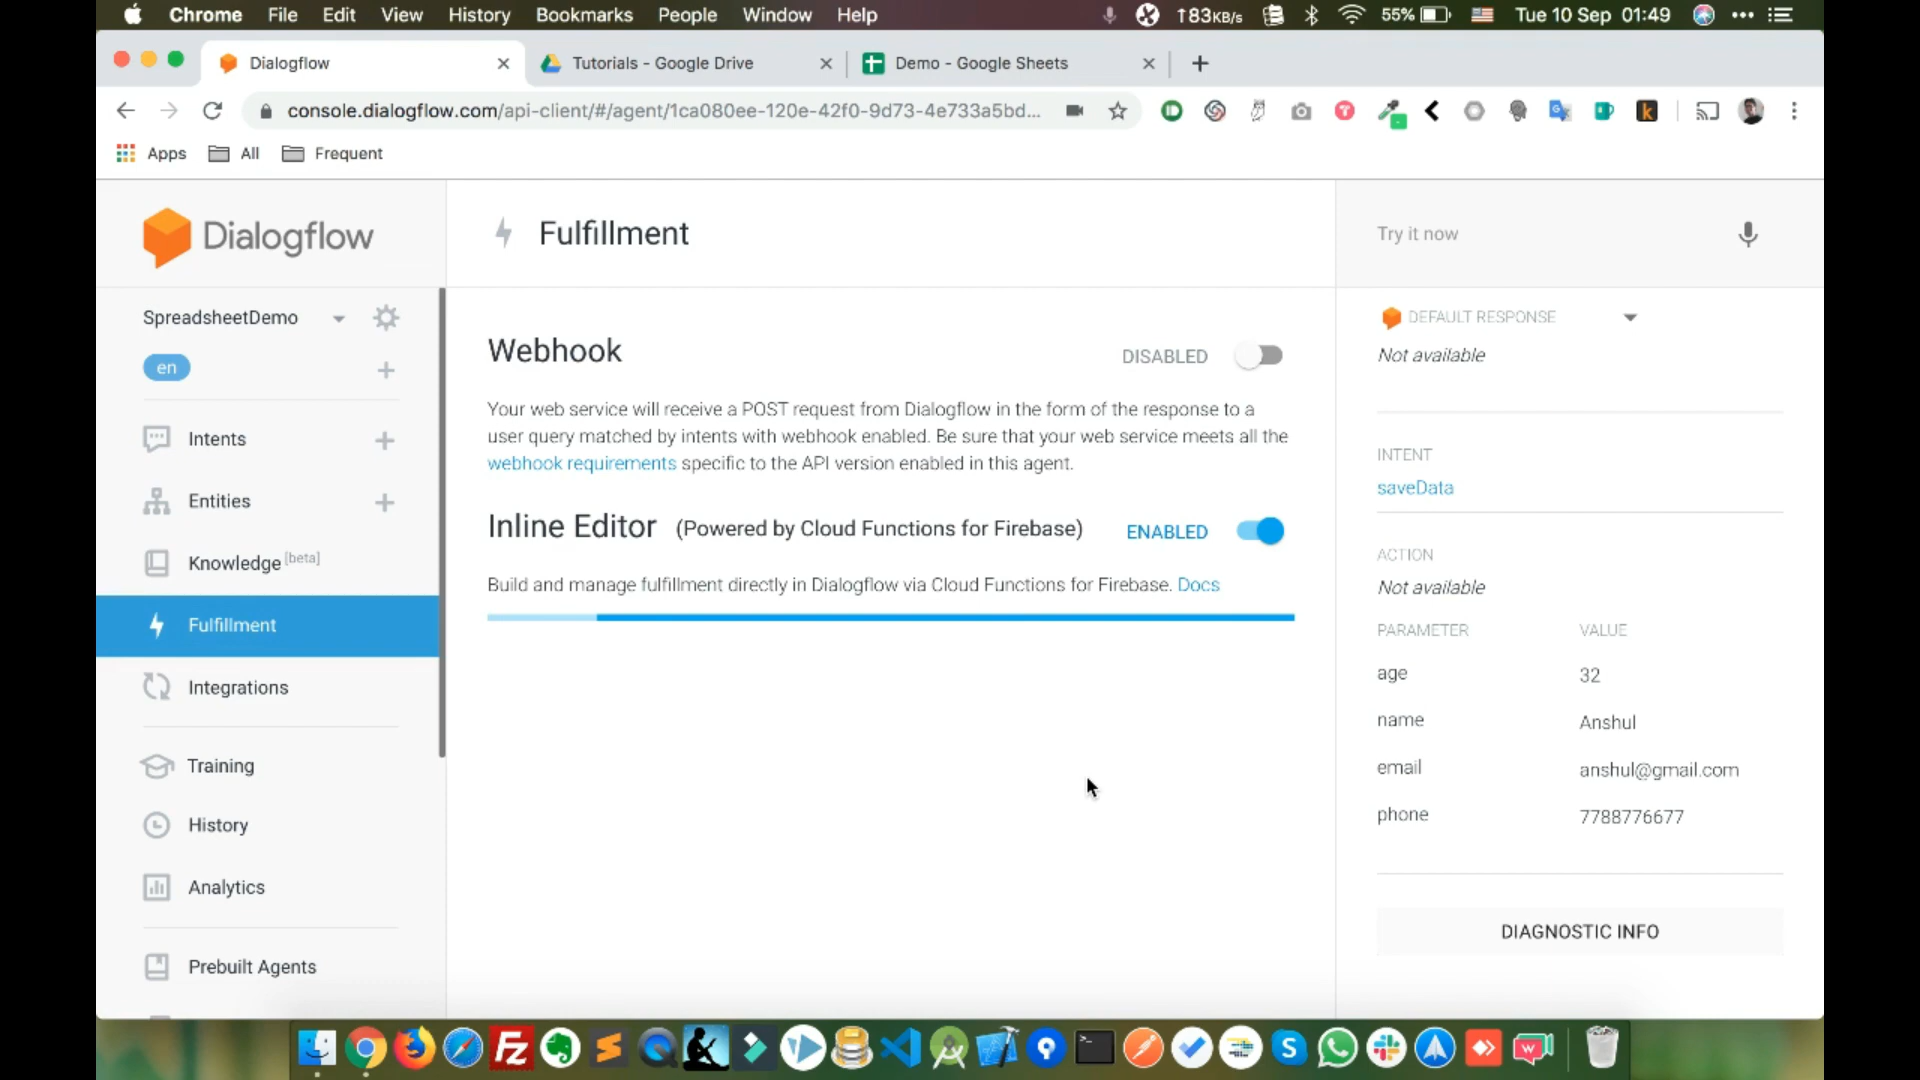 Chrome File Edit View History Bookmarks People Window Help ↑83KB/s 55% Tue 10 Sep 01:49
Dialogflow Tutorials - Google Drive Demo - Google Sheets
console.dialogflow.com/api-client/#/agent/1ca080ee-120e-42f0-9d73-4e733a5bd...
Apps All Frequent
Dialogflow
Fulfillment
Try it now
SpreadsheetDemo
en
Intents
Entities
Knowledge [beta]
Fulfillment
Integrations
Training
History
Analytics
Prebuilt Agents
Webhook
DISABLED
Your web service will receive a POST request from Dialogflow in the form of the response to a
user query matched by intents with webhook enabled. Be sure that your web service meets all the
webhook requirements specific to the API version enabled in this agent.
Inline Editor (Powered by Cloud Functions for Firebase) ENABLED
Build and manage fulfillment directly in Dialogflow via Cloud Functions for Firebase. Docs
DEFAULT RESPONSE
Not available
INTENT
saveData
ACTION
Not available
PARAMETER VALUE
age 32
name Anshul
email anshul@gmail.com
phone 7788776677
DIAGNOSTIC INFO